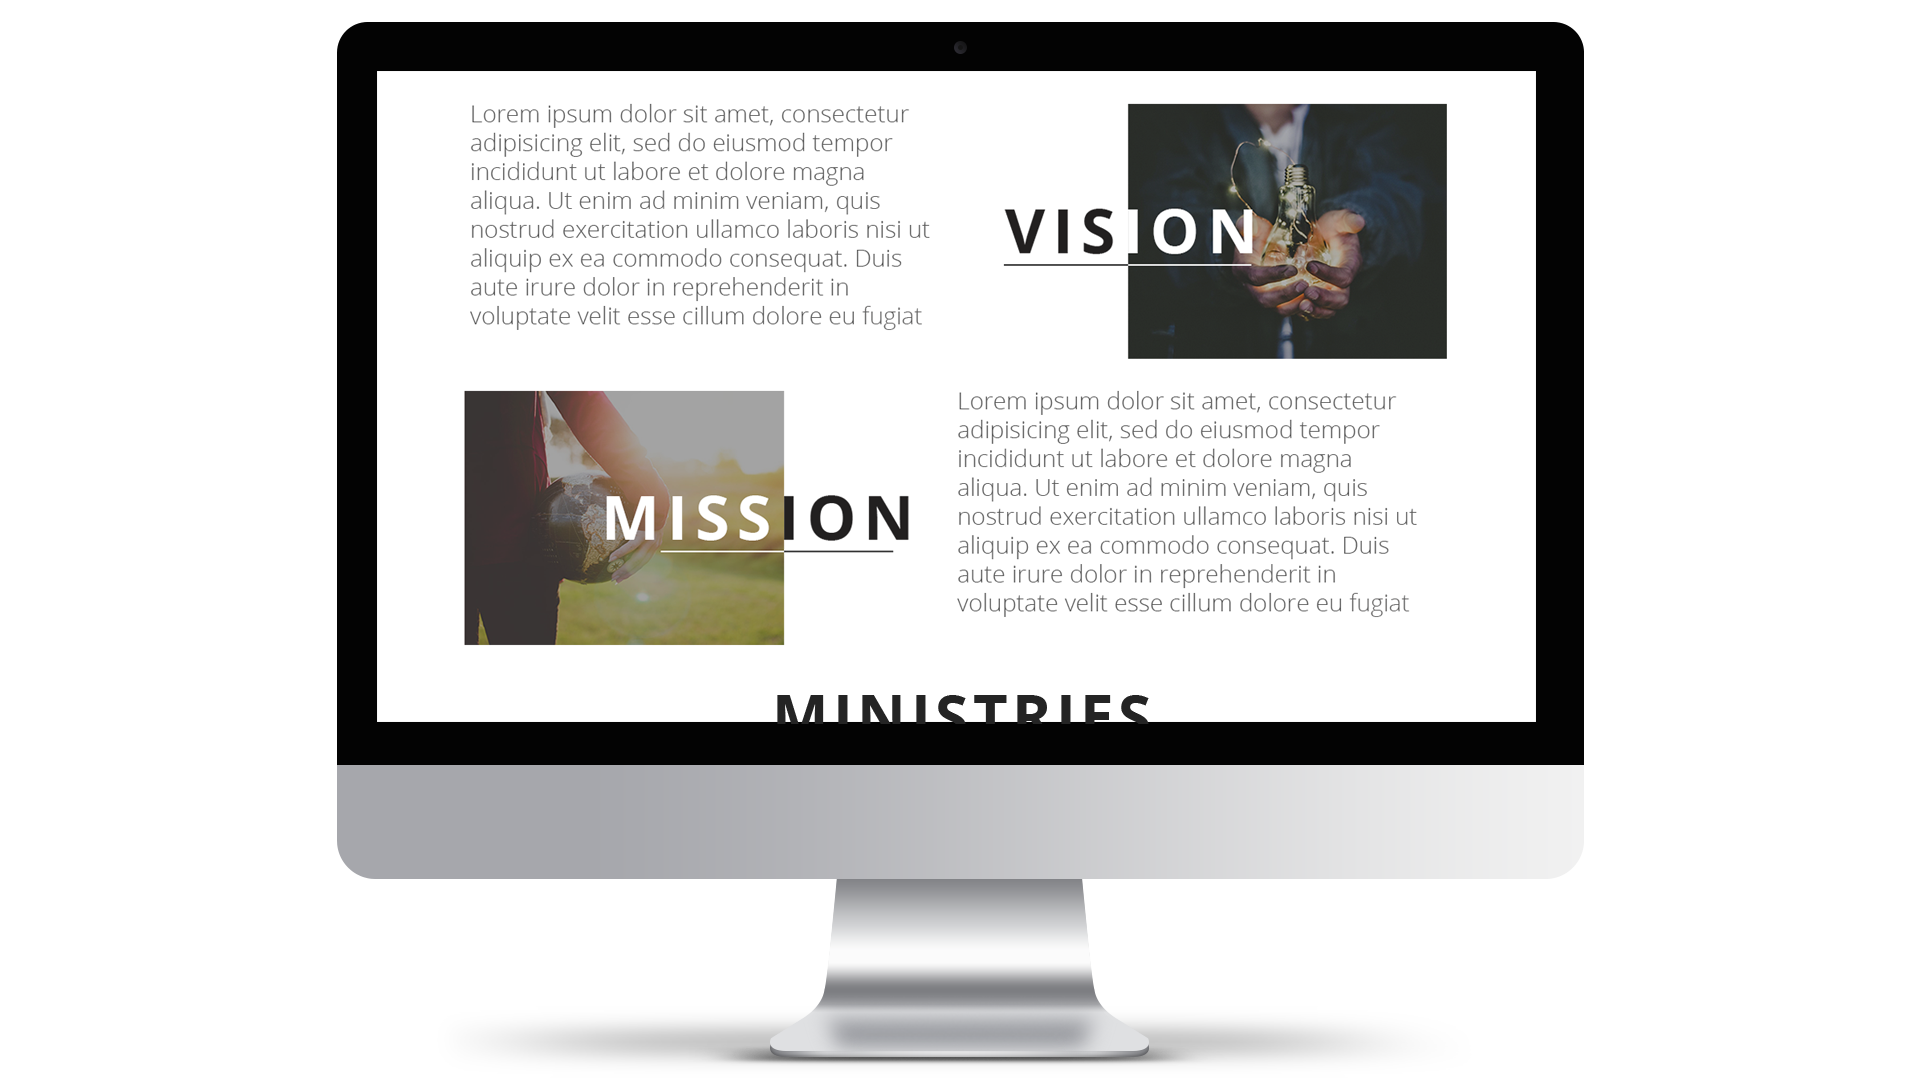 Lorem ipsum dolor sit amet, consectetur
adipisicing elit, sed do eiusmod tempor
incididunt ut labore et dolore magna
aliqua. Ut enim ad minim veniam, quis
nostrud exercitation ullamco laboris nisi ut
aliquip ex ea commodo consequat. Duis
aute irure dolor in reprehenderit in
voluptate velit esse cillum dolore eu fugiat
VISION
MISSION
Lorem ipsum dolor sit amet, consectetur
adipisicing elit, sed do eiusmod tempor
incididunt ut labore et dolore magna
aliqua. Ut enim ad minim veniam, quis
nostrud exercitation ullamco laboris nisi ut
aliquip ex ea commodo consequat. Duis
aute irure dolor in reprehenderit in
voluptate velit esse cillum dolore eu fugiat
MINISTRIES